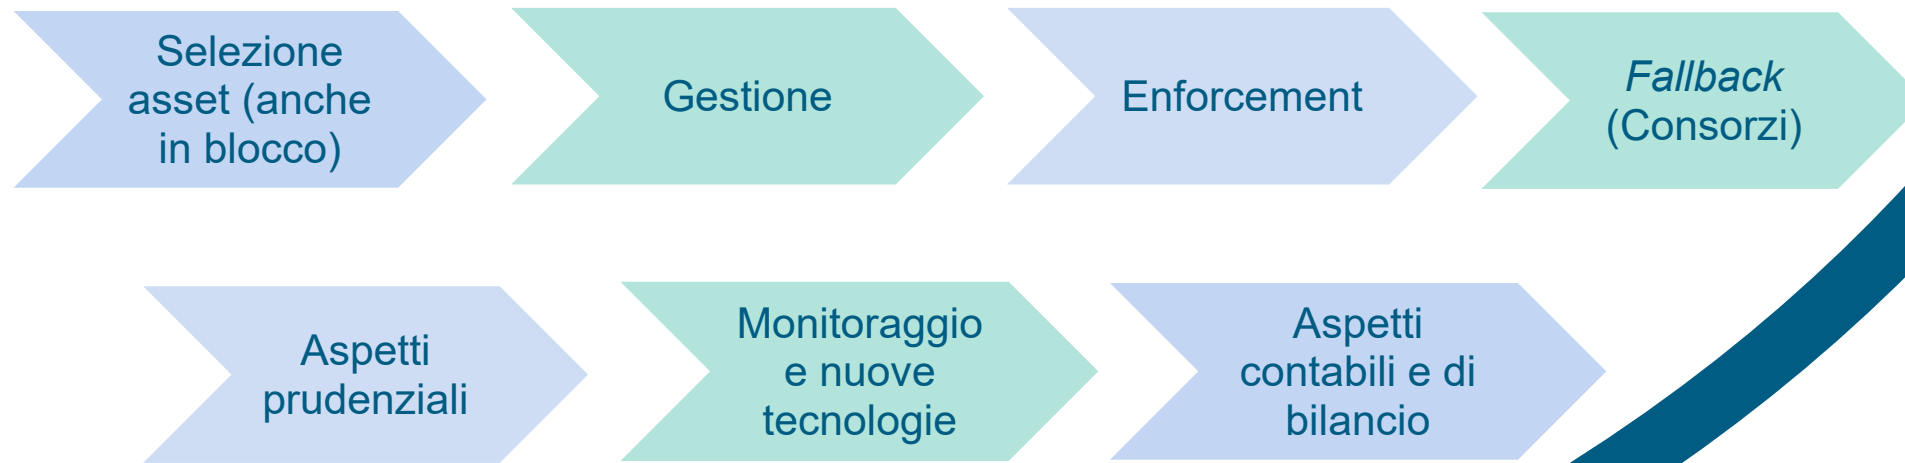 Selezione
asset (anche
in blocco)
Gestione
Enforcement
Fallback
(Consorzi)
Aspetti
prudenziali
Monitoraggio
e nuove
tecnologie
Aspetti
contabili e di
bilancio